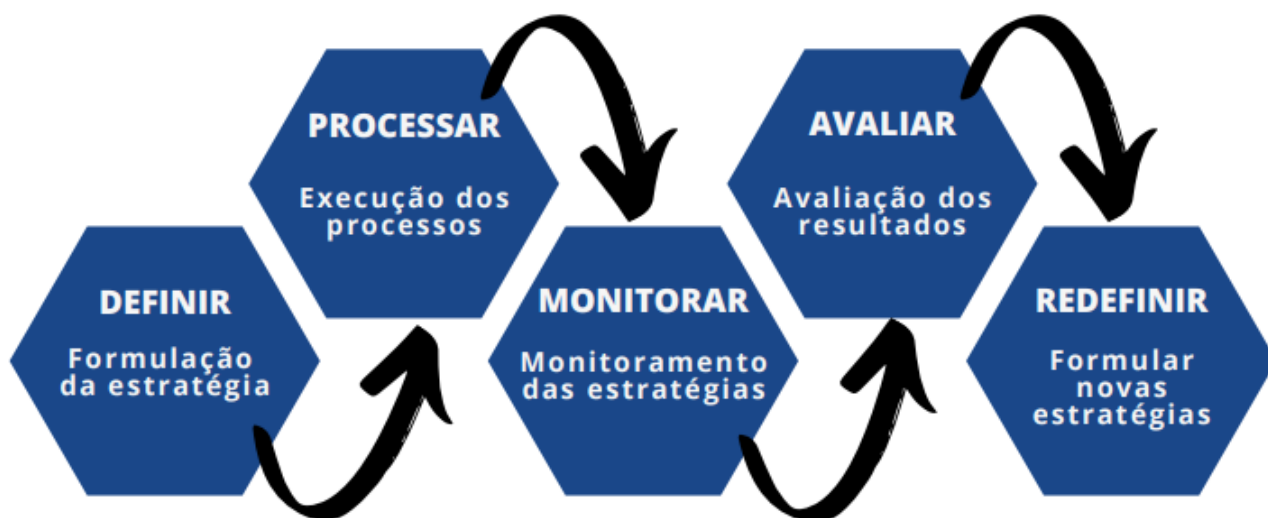 DEFINIR
Formulação
da estratégia
PROCESSAR
Execução dos
processos
MONITORAR
Monitoramento
das estratégias
AVALIAR
Avaliação dos
resultados
REDEFINIR
Formular
novas
estratégias